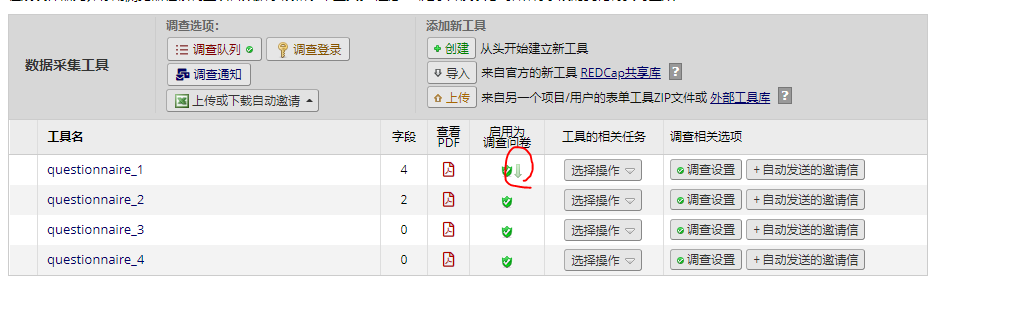 调查选项:
添加新工具
数据采集工具
调查队列
调查登录
+ 创建 从头开始建立新工具
调查通知
导入 来自官方的新工具 REDCap共享库 ?
上传或下载自动邀请
上传 来自另一个项目/用户的表单工具ZIP文件或 外部工具库 ?
工具名
字段
查看
PDF
启用为
调查问卷
工具的相关任务
调查相关选项
questionnaire_1 4 选择操作 调查设置 + 自动发送的邀请信
questionnaire_2 2 选择操作 调查设置 + 自动发送的邀请信
questionnaire_3 0 选择操作 调查设置 + 自动发送的邀请信
questionnaire_4 0 选择操作 调查设置 + 自动发送的邀请信